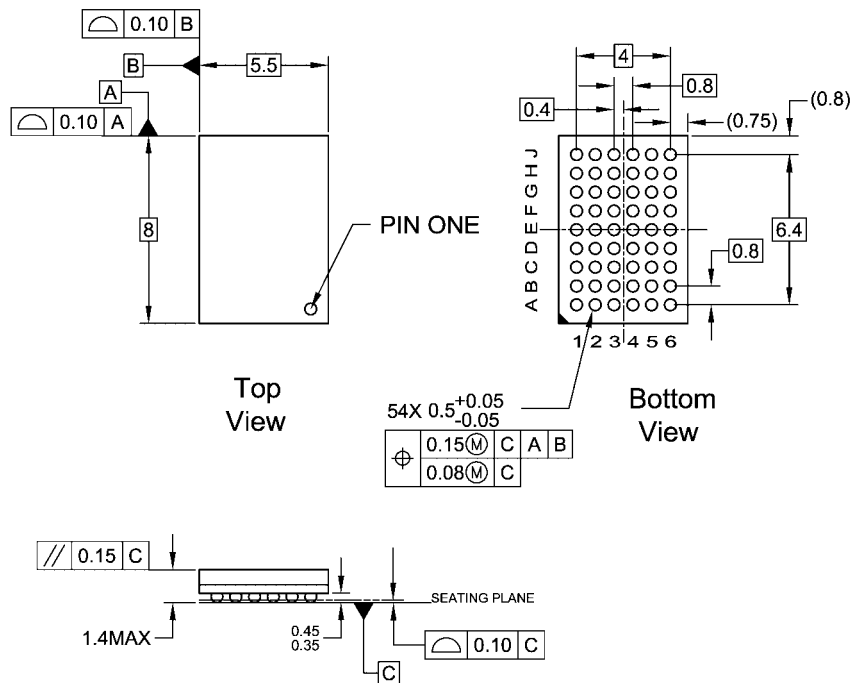 ⌓ 0.10 B
B
5.5
A
⌓ 0.10 A
8
PIN ONE
Top
View
4
0.8
0.4
(0.75)
(0.8)
J
H
G
F
E
D
C
B
A
6.4
0.8
1 2 3 4 5 6
54X 0.5 +0.05
-0.05
⌖ 0.15Ⓜ C A B
0.08Ⓜ C
Bottom
View
// 0.15 C
1.4MAX
0.45
0.35
SEATING PLANE
⌓ 0.10 C
C